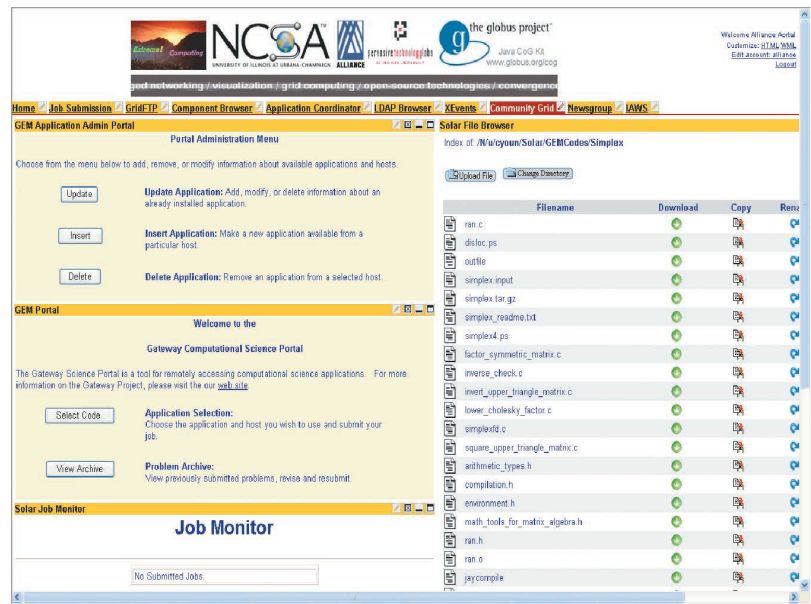 Extreme! Computing
NCSA
UNIVERSITY OF ILLINOIS AT URBANA-CHAMPAIGN
ALLIANCE
pervasivetechnologylabs
AT INDIANA UNIVERSITY
the globus project™
Java CoG Kit
www.globus.org/cog
Welcome Alliance Aortal
Customize: HTML WML
Edit account: alliance
Logout
ged networking / visualization / grid computing / open-source technologies / convergenc
Home Job Submission GridFTP Component Browser Application Coordinator LDAP Browser XEvents Community Grid Newsgroup IAWS
GEM Application Admin Portal
Portal Administration Menu
Choose from the menu below to add, remove, or modify information about available applications and hosts.
Update
Update Application: Add, modify, or delete information about an
already installed application.
Insert
Insert Application: Make a new application available from a
particular host.
Delete
Delete Application: Remove an application from a selected host.
GEM Portal
Welcome to the
Gateway Computational Science Portal
The Gateway Science Portal is a tool for remotely accessing computational science applications. For more
information on the Gateway Project, please visit the our web site.
Select Code
Application Selection:
Choose the application and host you wish to use and submit your
job.
View Archive
Problem Archive:
View previously submitted problems, revise and resubmit.
Solar Job Monitor
Job Monitor
No Submitted Jobs.
Solar File Browser
Index of: /N/u/cyoun/Solar/GEMCodes/Simplex
Upload File Change Directory
Filename Download Copy Rena
ran.c
disloc.ps
outfile
simplex.input
simplex.tar.gz
simplex_readme.txt
simplex4.ps
factor_symmetric_matrix.c
inverse_check.c
invert_upper_triangle_matrix.c
lower_cholesky_factor.c
simplexfd.c
square_upper_triangle_matrix.c
arithmetic_types.h
compilation.h
environment.h
math_tools_for_matrix_algebra.h
ran.h
ran.o
jaycompile